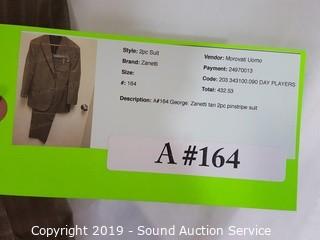 Style: 2pc Suit
Brand: Zanetti
Size:
#: 164
Vendor: Morovati Uomo
Payment: 24970013
Code: 203 343100.090 DAY PLAYERS
Total: 432.53
Description: A#164 George: Zanetti tan 2pc pinstripe suit
A #164
Copyright 2019 - Sound Auction Service